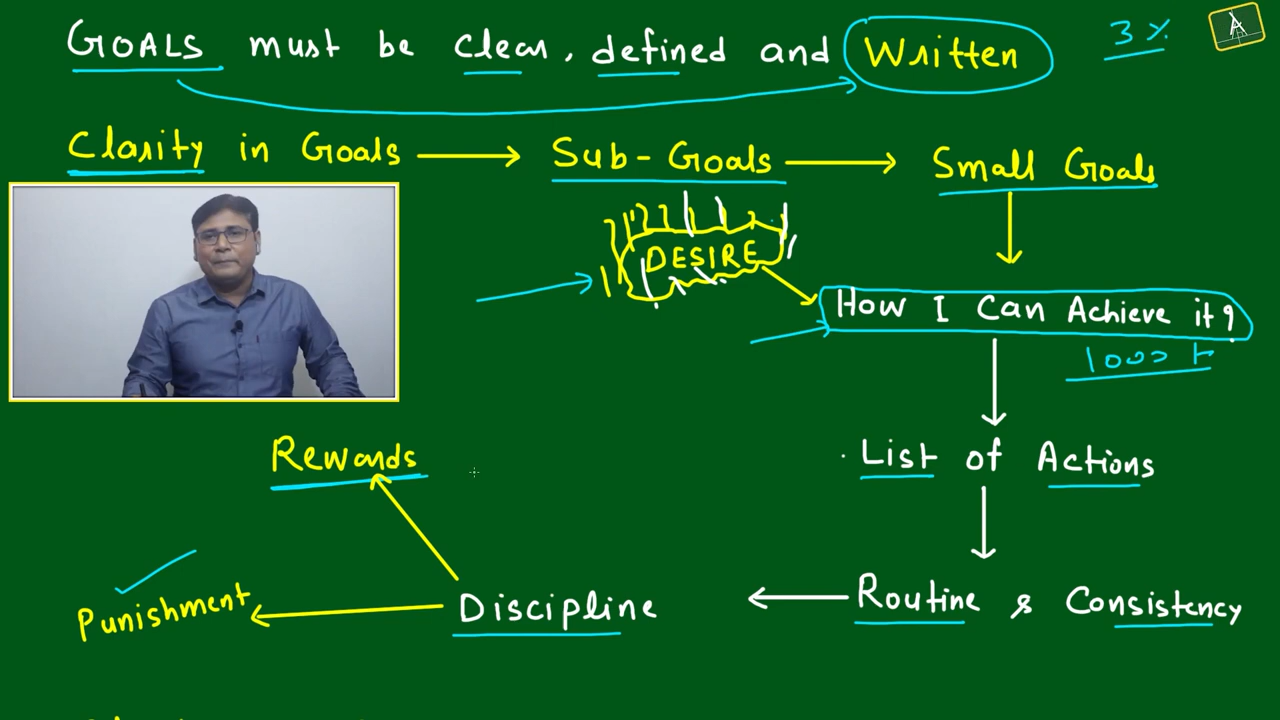 GOALS must be clear, defined and Written
3 %
A
Clarity in Goals → Sub-Goals → Small Goals
DESIRE
How I Can Achieve it?
Rewards
List of Actions
Punishment
Discipline
Routine & Consistency